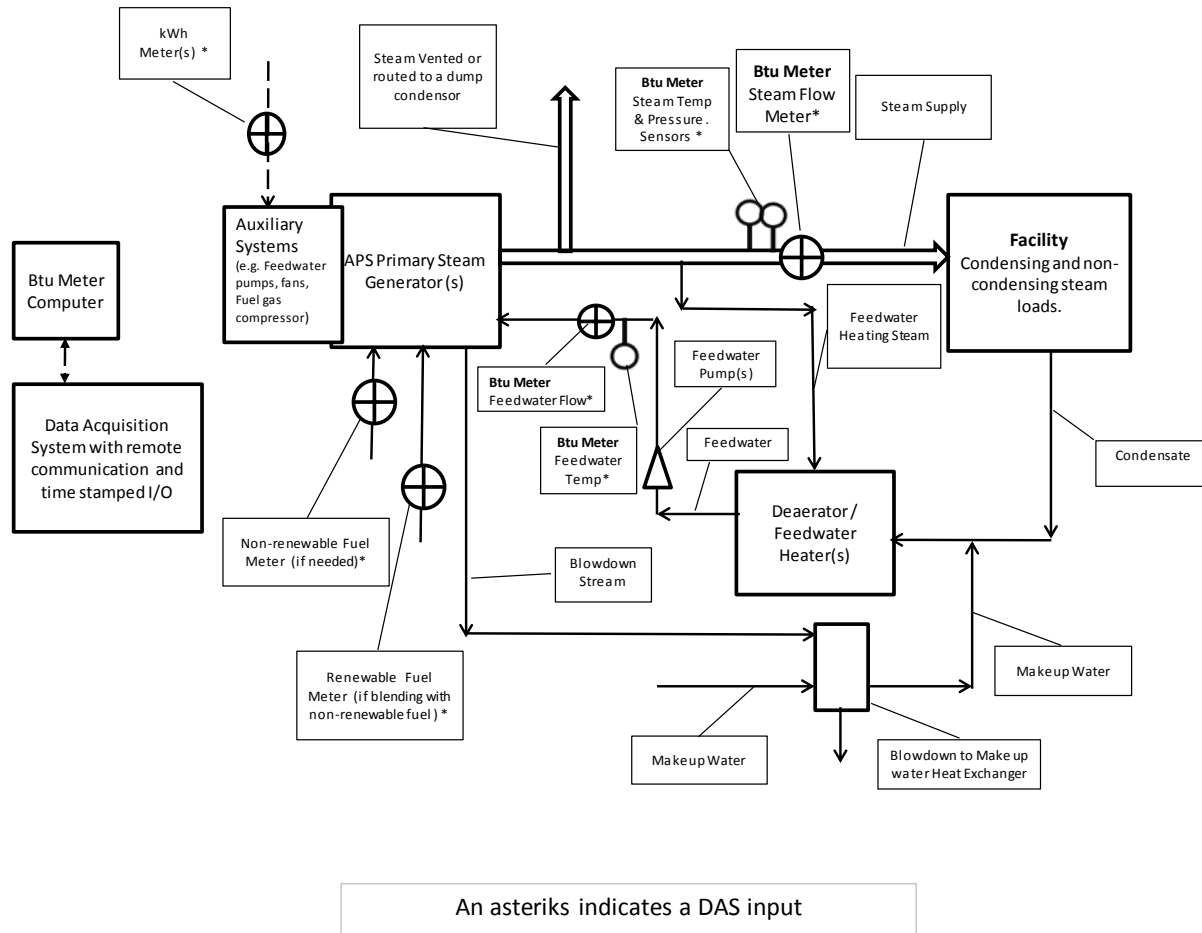 kWh
Meter(s) *
Steam Vented or
routed to a dump
condensor
Btu Meter
Steam Temp
& Pressure .
Sensors *
Btu Meter
Steam Flow
Meter*
Steam Supply
Auxiliary
Systems
(e.g. Feedwater
pumps, fans,
Fuel gas
compressor)
APS Primary Steam
Generator(s)
Facility
Condensing and non-
condensing steam
loads.
Btu Meter
Computer
Data Acquisition
System with remote
communication and
time stamped I/O
Btu Meter
Feedwater Flow*
Feedwater
Pump(s)
Feedwater
Heating Steam
Btu Meter
Feedwater
Temp*
Feedwater
Condensate
Deaerator /
Feedwater
Heater(s)
Non-renewable Fuel
Meter (if needed)*
Blowdown
Stream
Renewable Fuel
Meter (if blending with
non-renewable fuel ) *
Makeup Water
Makeup Water
Blowdown to Make up
water Heat Exchanger
An asteriks indicates a DAS input